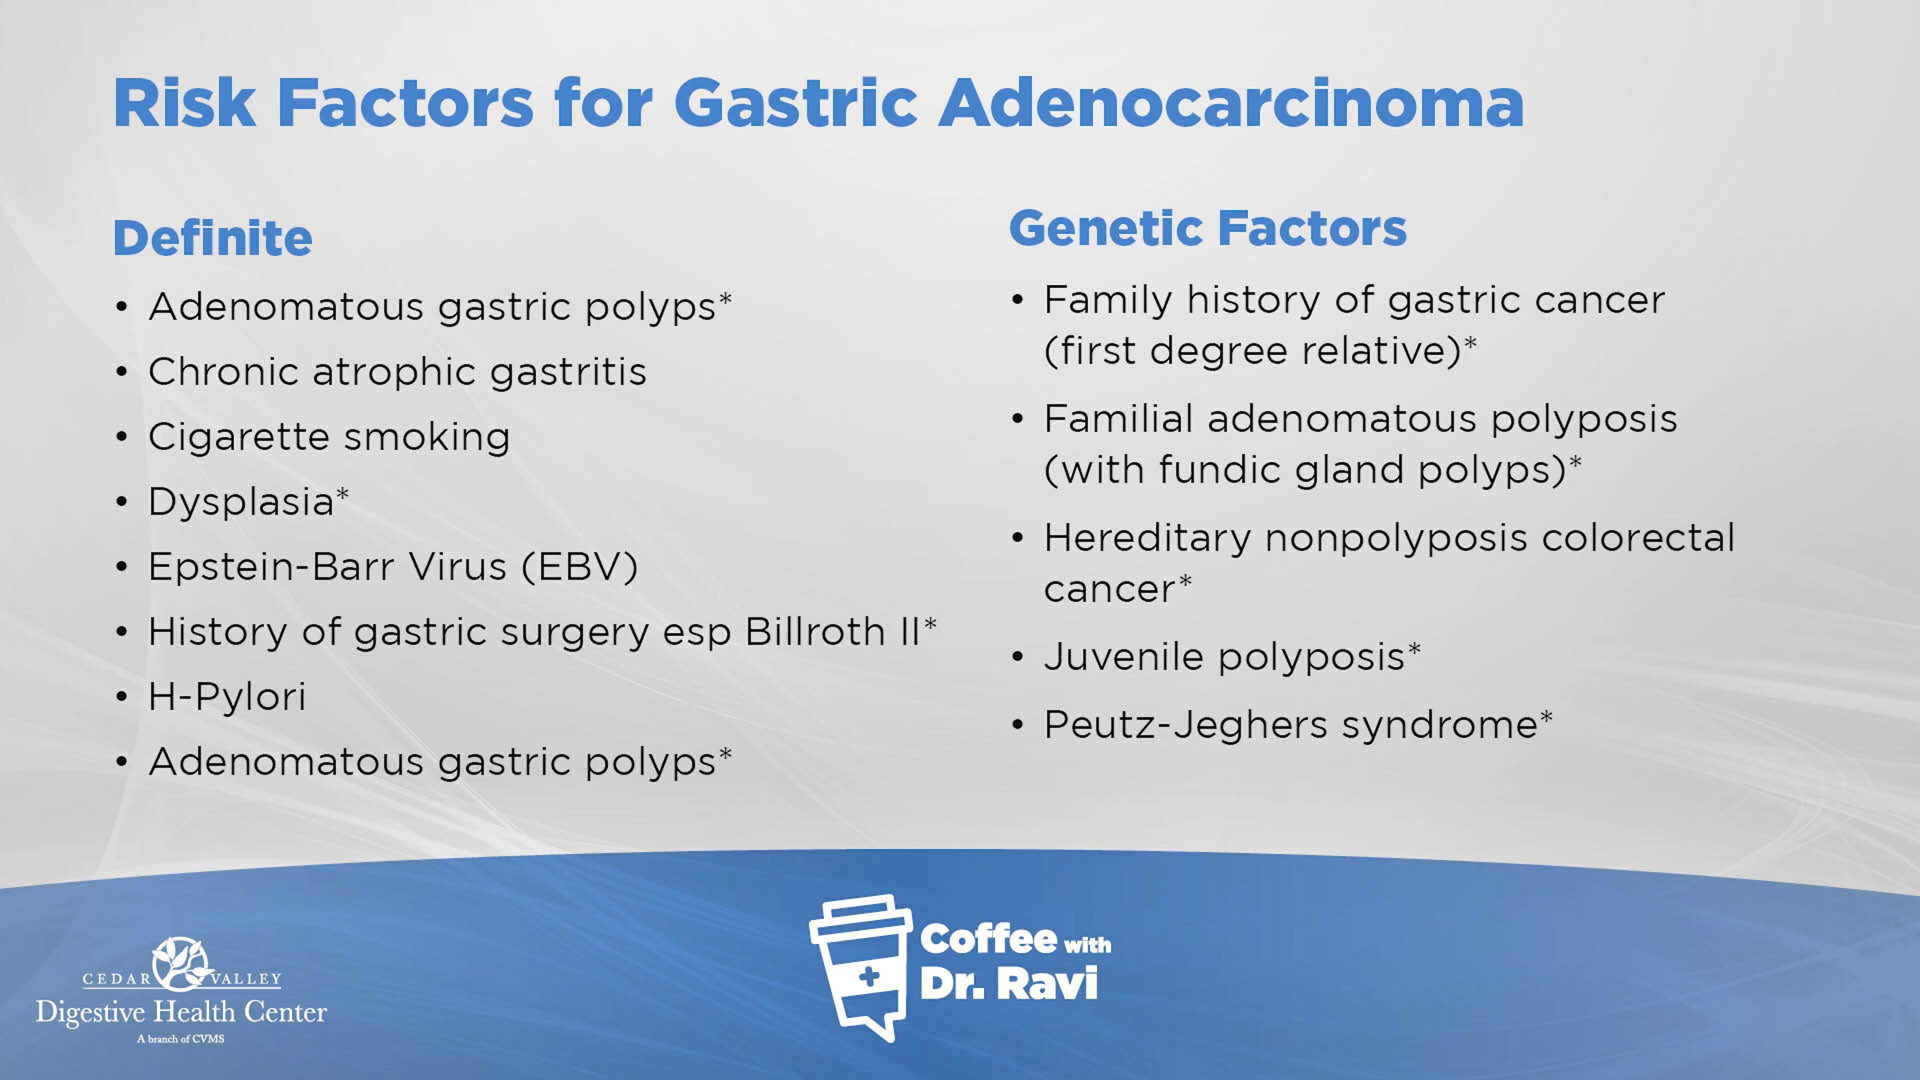 Risk Factors for Gastric Adenocarcinoma
Definite
• Adenomatous gastric polyps*
• Chronic atrophic gastritis
• Cigarette smoking
• Dysplasia*
• Epstein-Barr Virus (EBV)
• History of gastric surgery esp Billroth II*
• H-Pylori
• Adenomatous gastric polyps*
Genetic Factors
• Family history of gastric cancer
(first degree relative)*
• Familial adenomatous polyposis
(with fundic gland polyps)*
• Hereditary nonpolyposis colorectal
cancer*
• Juvenile polyposis*
• Peutz-Jeghers syndrome*
CEDAR VALLEY
Digestive Health Center
A branch of CVMS
Coffee with
Dr. Ravi